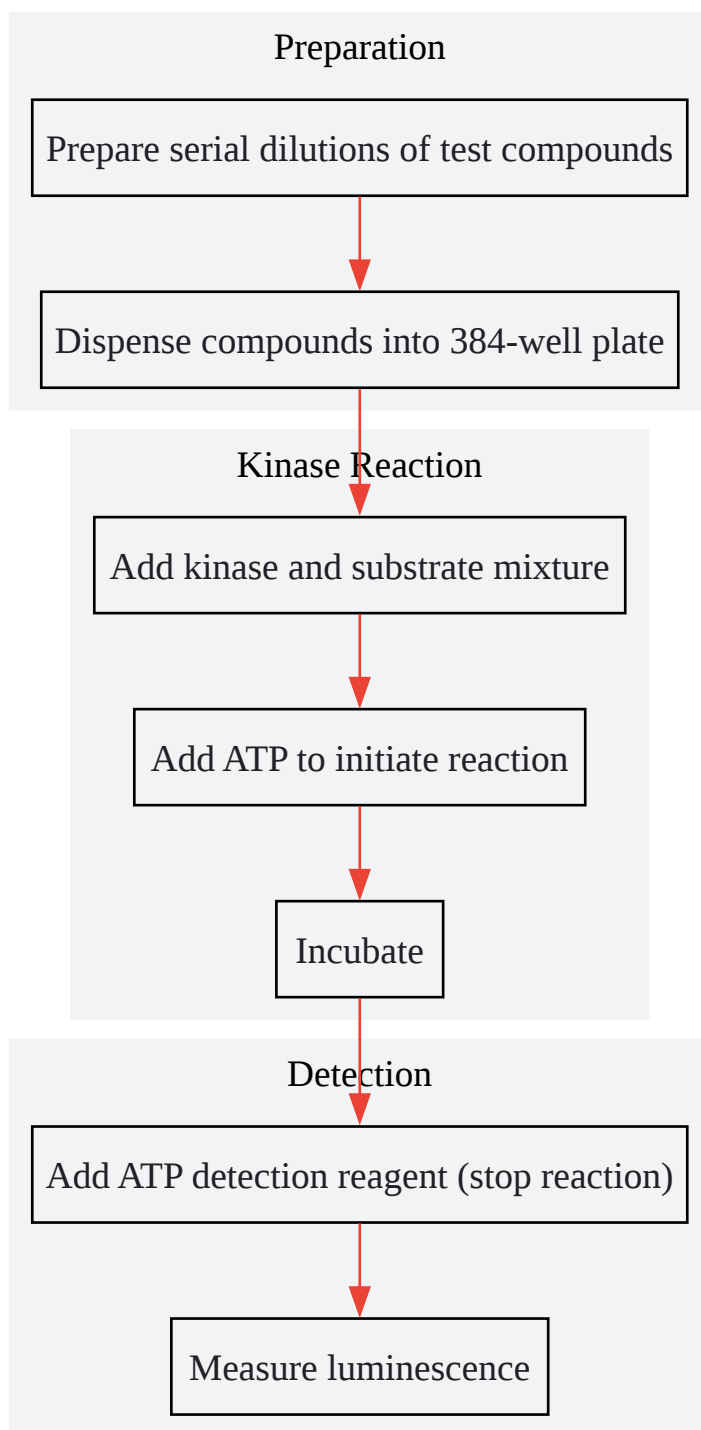 Preparation
Prepare serial dilutions of test compounds
Dispense compounds into 384-well plate
Kinase Reaction
Add kinase and substrate mixture
Add ATP to initiate reaction
Incubate
Detection
Add ATP detection reagent (stop reaction)
Measure luminescence